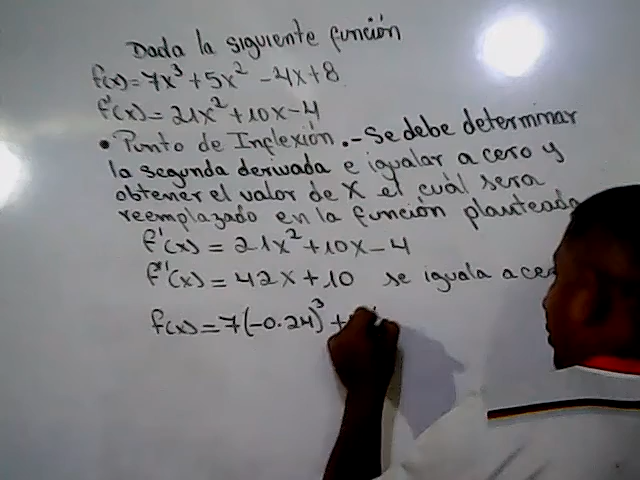 Dada la siguiente función
f(x)=7x³+5x²-4x+8
f'(x)=21x²+10x-4
• Punto de Inflexión.-Se debe determinar
la segunda derivada e igualar a cero y
obtener el valor de x el cuál sera
reemplazado en la función planteada
f'(x)=21x²+10x-4
f''(x)=42x+10 se iguala a cer
f(x)=7(-0.24)³+